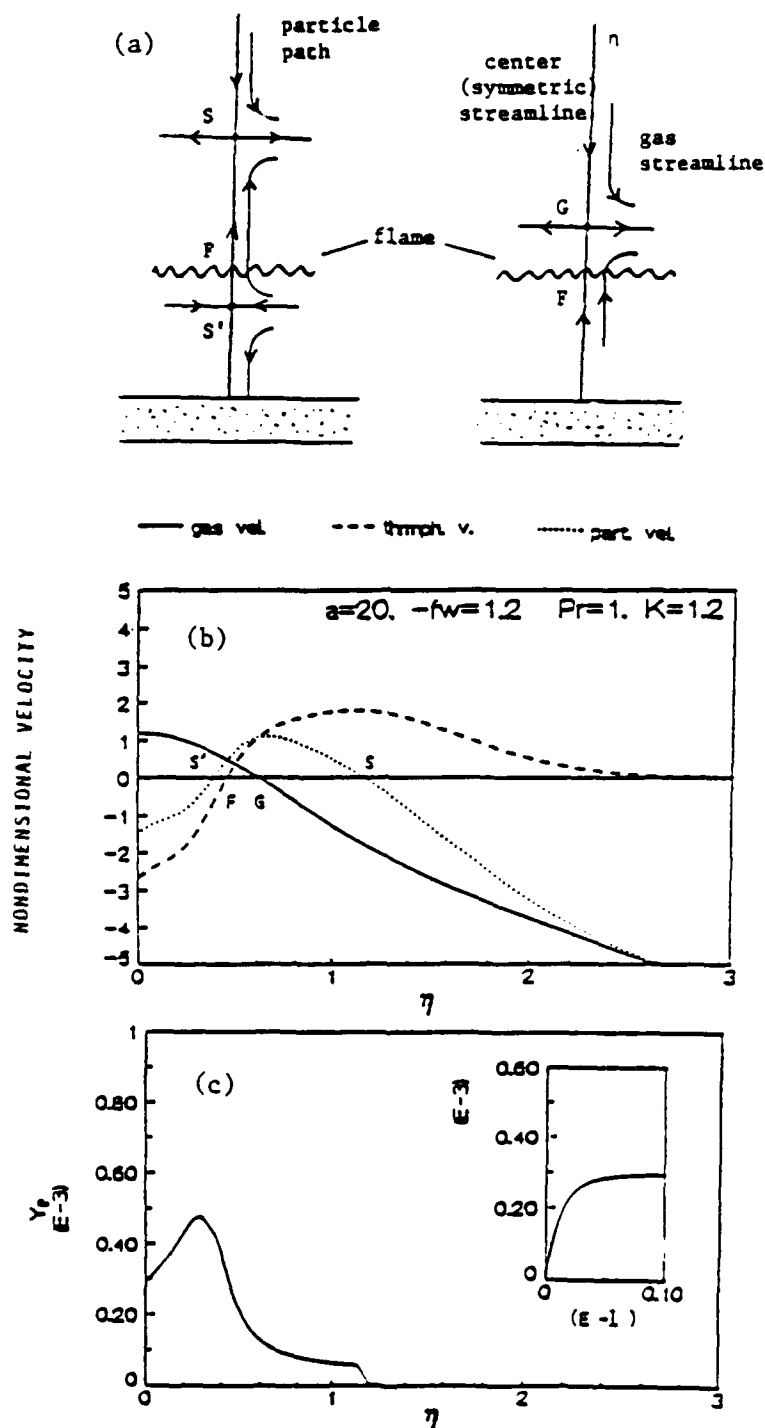 (a)
particle
path
S
F
S'
flame
n
center
(symmetric)
streamline
gas
streamline
G
F
gas vel.
thrmph. v.
part. vel.
NONDIMENSIONAL VELOCITY
5
4
3
2
1
0
-1
-2
-3
-4
-5
(b)
a=20. -fw=1.2 Pr=1. K=1.2
S'
F
G
S
0
1
2
3
η
(c)
Yp
(E-3)
1
0.80
0.60
0.40
0.20
0
0
1
2
3
η
(E-3)
0.60
0.40
0.20
0
0
0.10
(E-1)